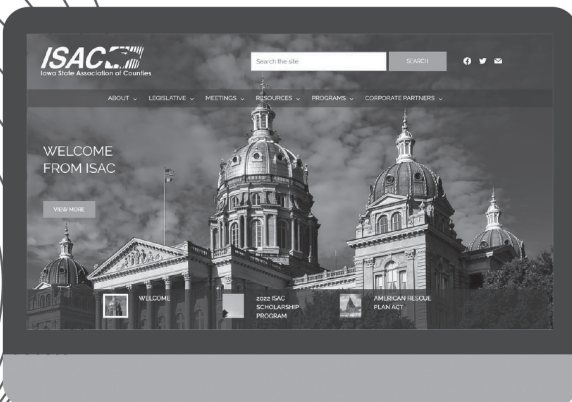 ISAC
Iowa State Association of Counties
Search the site
SEARCH
ABOUT LEGISLATIVE MEETINGS RESOURCES PROGRAMS CORPORATE PARTNERS
WELCOME
FROM ISAC
VIEW MORE
WELCOME
2022 ISAC
SCHOLARSHIP
PROGRAM
AMERICAN RESCUE
PLAN ACT